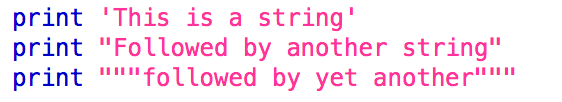 print 'This is a string'
print "Followed by another string"
print """followed by yet another"""